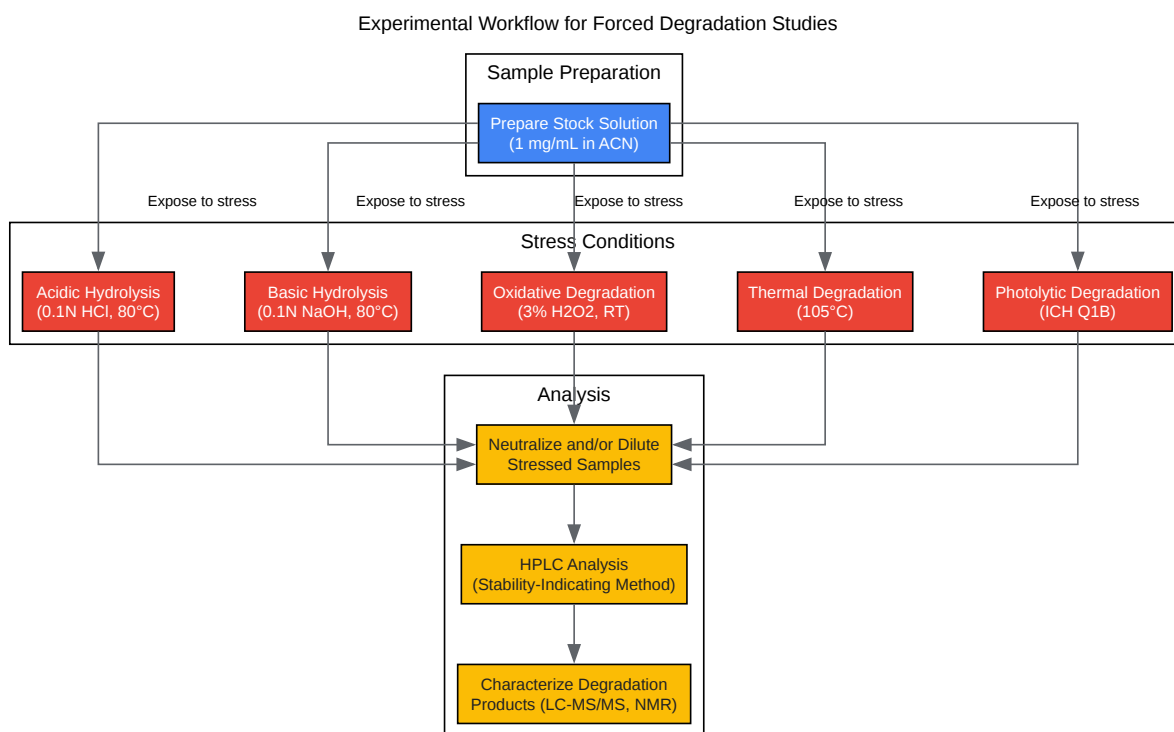 Experimental Workflow for Forced Degradation Studies
Sample Preparation
Prepare Stock Solution
(1 mg/mL in ACN)
Expose to stress
Expose to stress
Expose to stress
Expose to stress
Expose to stress
Stress Conditions
Acidic Hydrolysis
(0.1N HCl, 80°C)
Basic Hydrolysis
(0.1N NaOH, 80°C)
Oxidative Degradation
(3% H2O2, RT)
Thermal Degradation
(105°C)
Photolytic Degradation
(ICH Q1B)
Analysis
Neutralize and/or Dilute
Stressed Samples
HPLC Analysis
(Stability-Indicating Method)
Characterize Degradation
Products (LC-MS/MS, NMR)